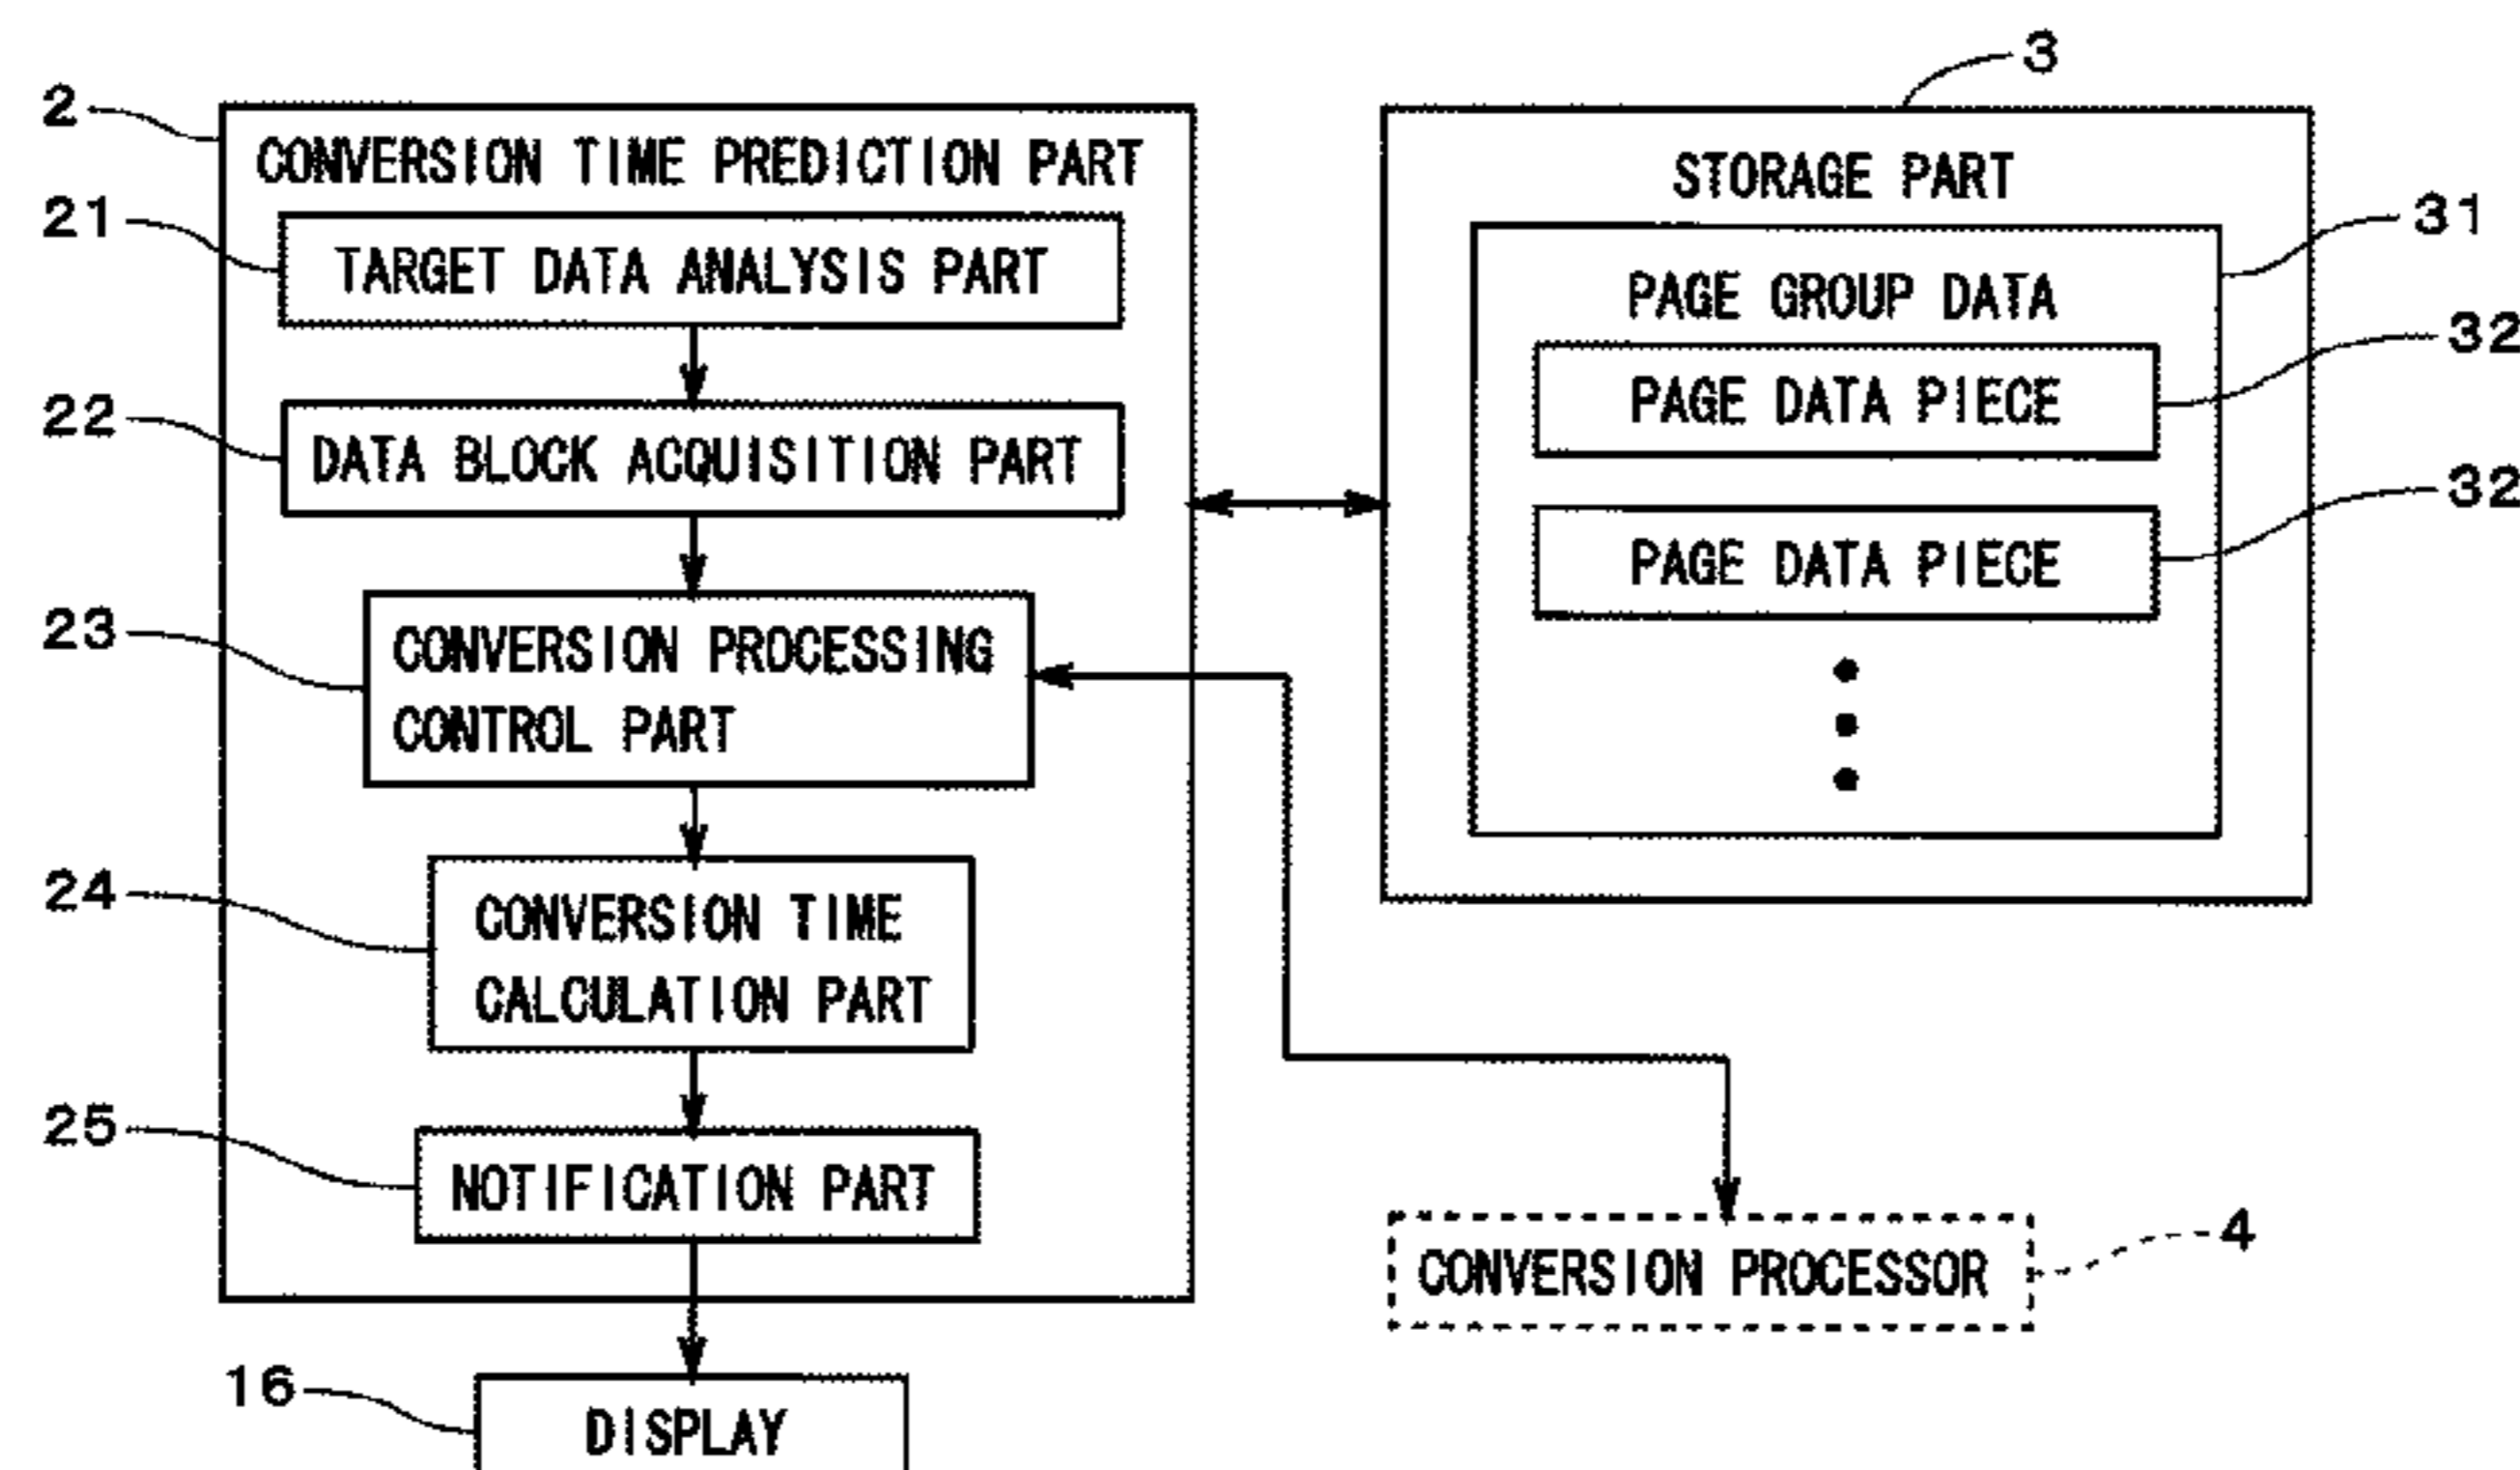 2
CONVERSION TIME PREDICTION PART
21
TARGET DATA ANALYSIS PART
22
DATA BLOCK ACQUISITION PART
23
CONVERSION PROCESSING
CONTROL PART
24
CONVERSION TIME
CALCULATION PART
25
NOTIFICATION PART
16
DISPLAY
3
STORAGE PART
31
PAGE GROUP DATA
32
PAGE DATA PIECE
32
PAGE DATA PIECE
4
CONVERSION PROCESSOR